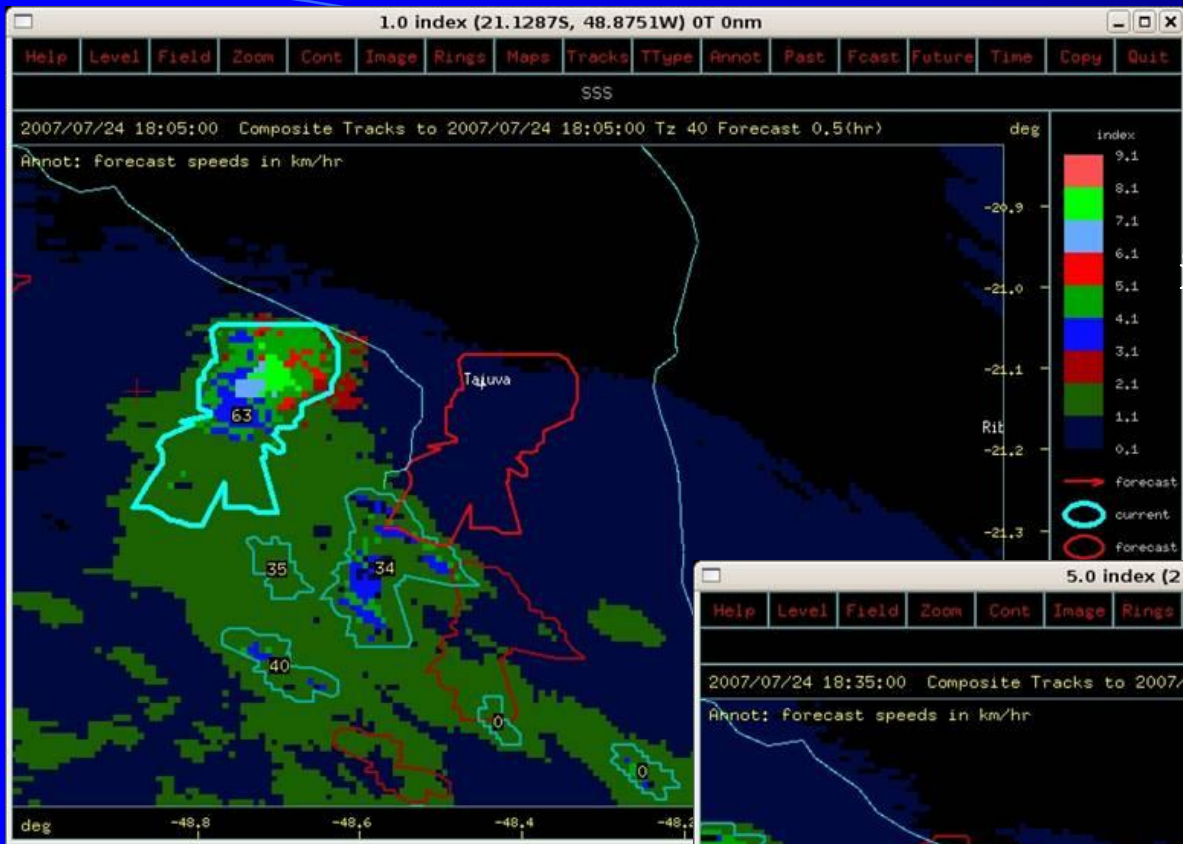 1.0 index (21.1287S, 48.8751W) 0T 0nm
Help Level Field Zoom Cont Image Rings Maps Tracks TType Annot Past Fcast Future Time Copy Quit
SSS
2007/07/24 18:05:00 Composite Tracks to 2007/07/24 18:05:00 Tz 40 Forecast 0.5(hr) deg
Annot: forecast speeds in km/hr
index
9.1
8.1
7.1
6.1
5.1
4.1
3.1
2.1
1.1
0.1
forecast
current
forecast
-20.9
-21.0
-21.1
-21.2
-21.3
Taiuva
Rib
63
35
34
40
0
0
deg
-48.8
-48.6
-48.4
-48.2
5.0 index (2
Help Level Field Zoom Cont Image Rings
2007/07/24 18:35:00 Composite Tracks to 2007/
Annot: forecast speeds in km/hr